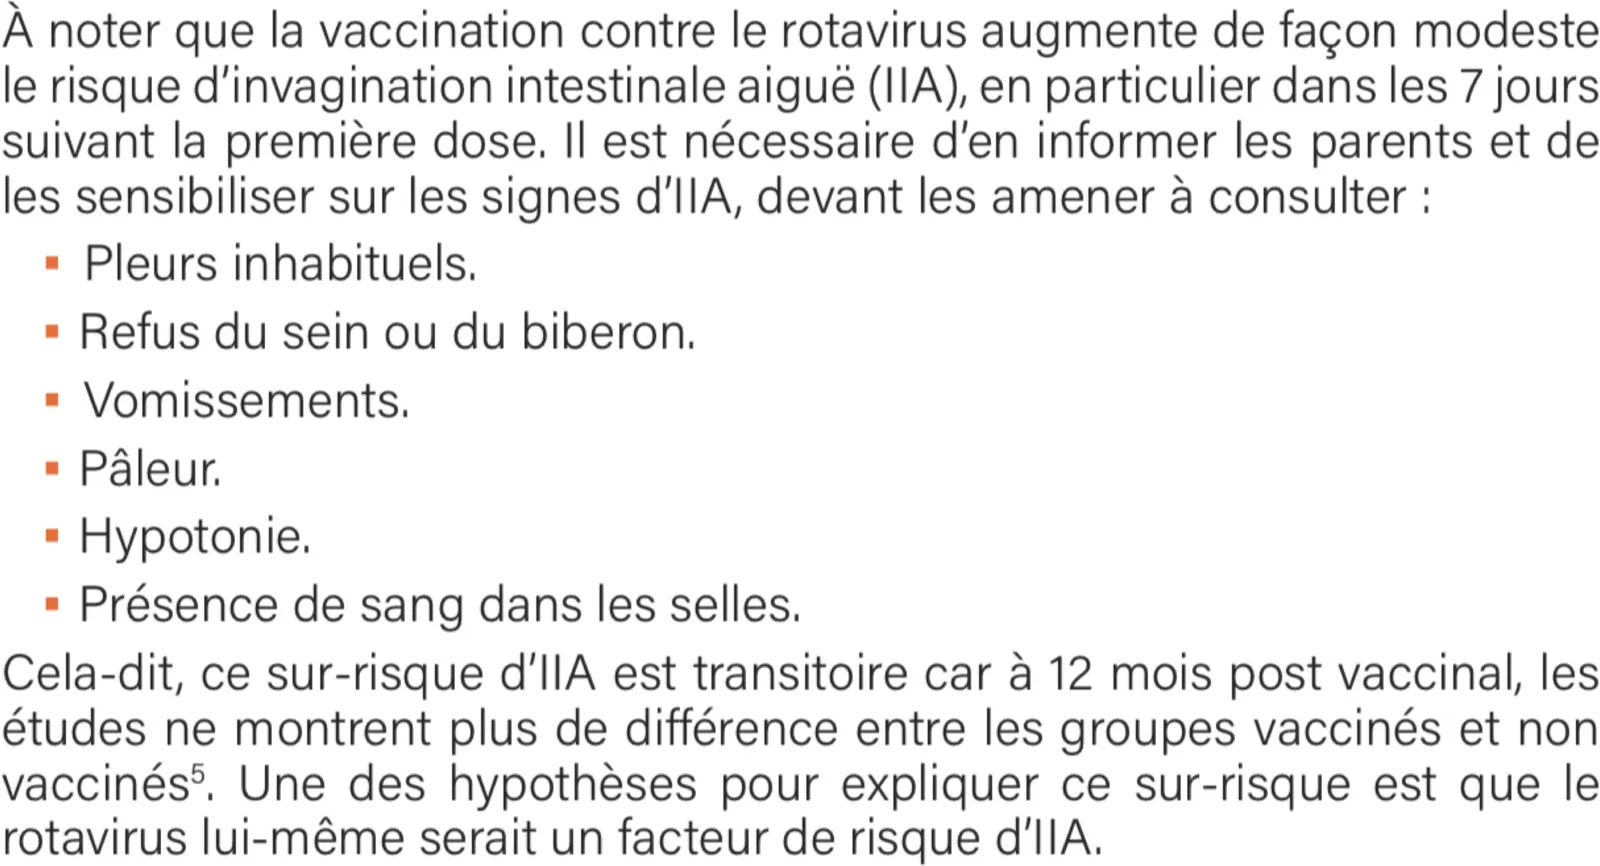 À noter que la vaccination contre le rotavirus augmente de façon modeste
le risque d’invagination intestinale aiguë (IIA), en particulier dans les 7 jours
suivant la première dose. Il est nécessaire d’en informer les parents et de
les sensibiliser sur les signes d’IIA, devant les amener à consulter :
▪ Pleurs inhabituels.
▪ Refus du sein ou du biberon.
▪ Vomissements.
▪ Pâleur.
▪ Hypotonie.
▪ Présence de sang dans les selles.
Cela-dit, ce sur-risque d’IIA est transitoire car à 12 mois post vaccinal, les
études ne montrent plus de différence entre les groupes vaccinés et non
vaccinés⁵. Une des hypothèses pour expliquer ce sur-risque est que le
rotavirus lui-même serait un facteur de risque d’IIA.